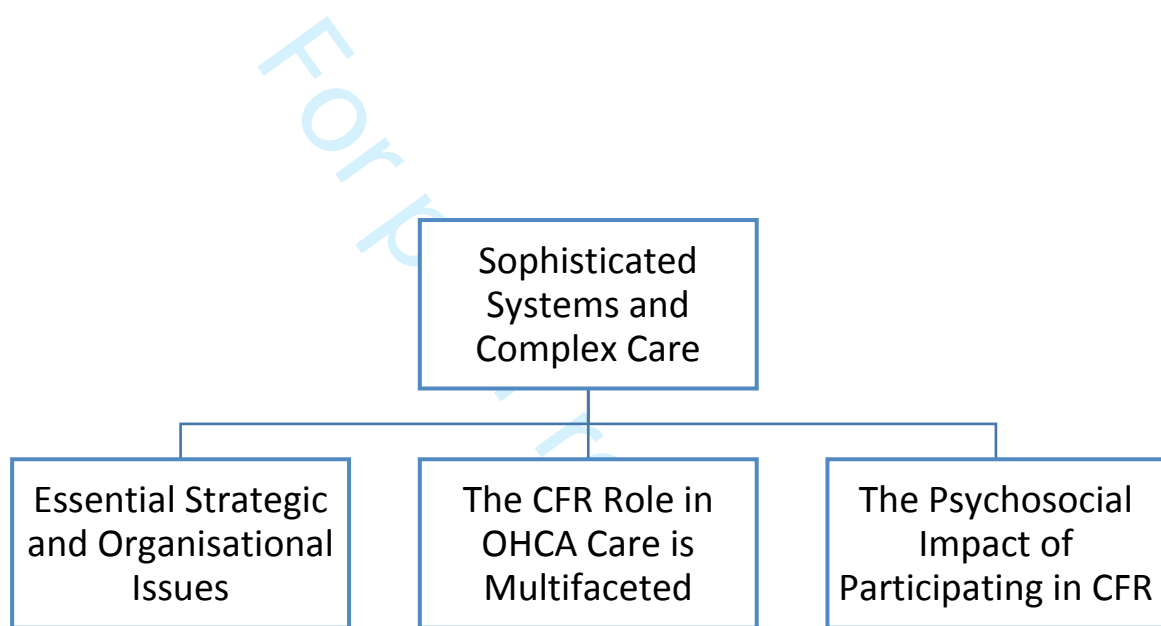 For p
Sophisticated
Systems and
Complex Care
Essential Strategic
and Organisational
Issues
The CFR Role in
OHCA Care is
Multifaceted
The Psychosocial
Impact of
Participating in CFR